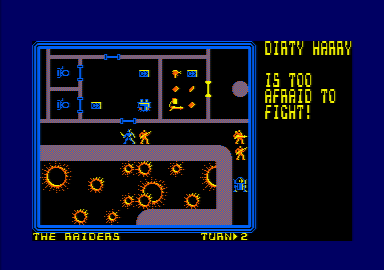 DIRTY HARRY
IS TOO
AFRAID TO
FIGHT!
THE RAIDERS
TURN▶2